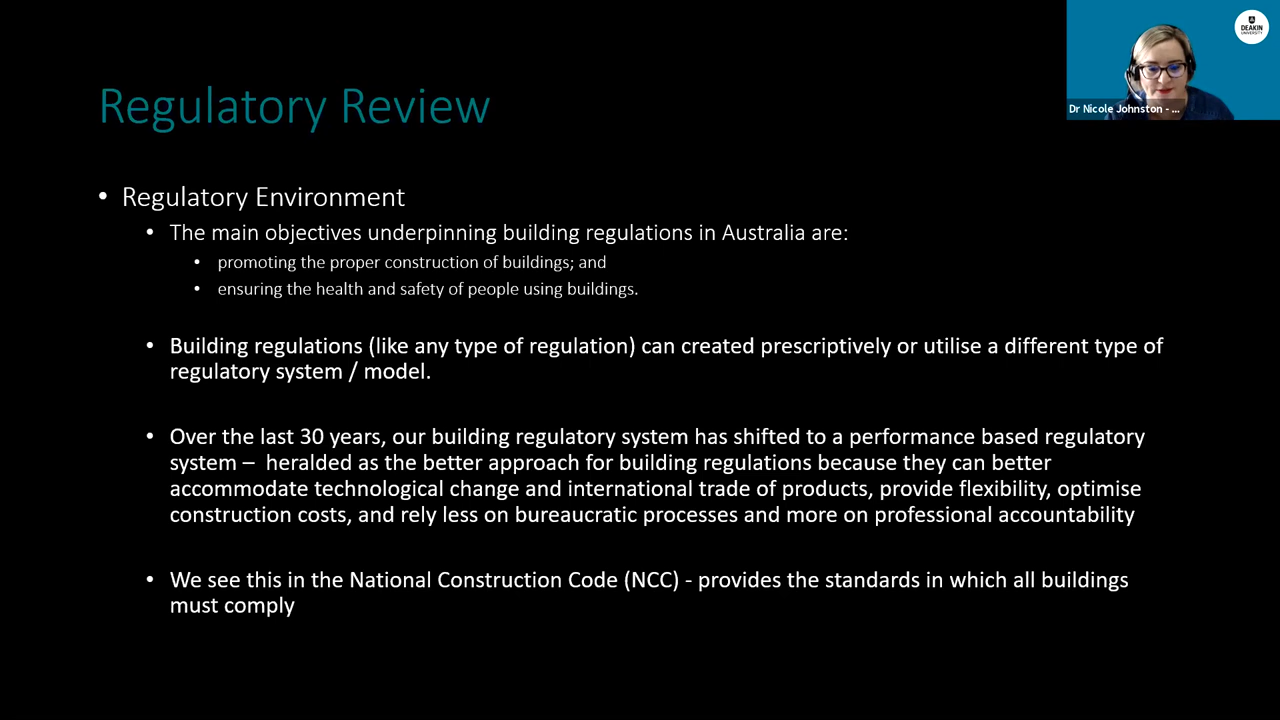 DEAKIN
UNIVERSITY
Dr Nicole Johnston - ...
Regulatory Review
• Regulatory Environment
• The main objectives underpinning building regulations in Australia are:
• promoting the proper construction of buildings; and
• ensuring the health and safety of people using buildings.
• Building regulations (like any type of regulation) can created prescriptively or utilise a different type of
regulatory system / model.
• Over the last 30 years, our building regulatory system has shifted to a performance based regulatory
system – heralded as the better approach for building regulations because they can better
accommodate technological change and international trade of products, provide flexibility, optimise
construction costs, and rely less on bureaucratic processes and more on professional accountability
• We see this in the National Construction Code (NCC) - provides the standards in which all buildings
must comply